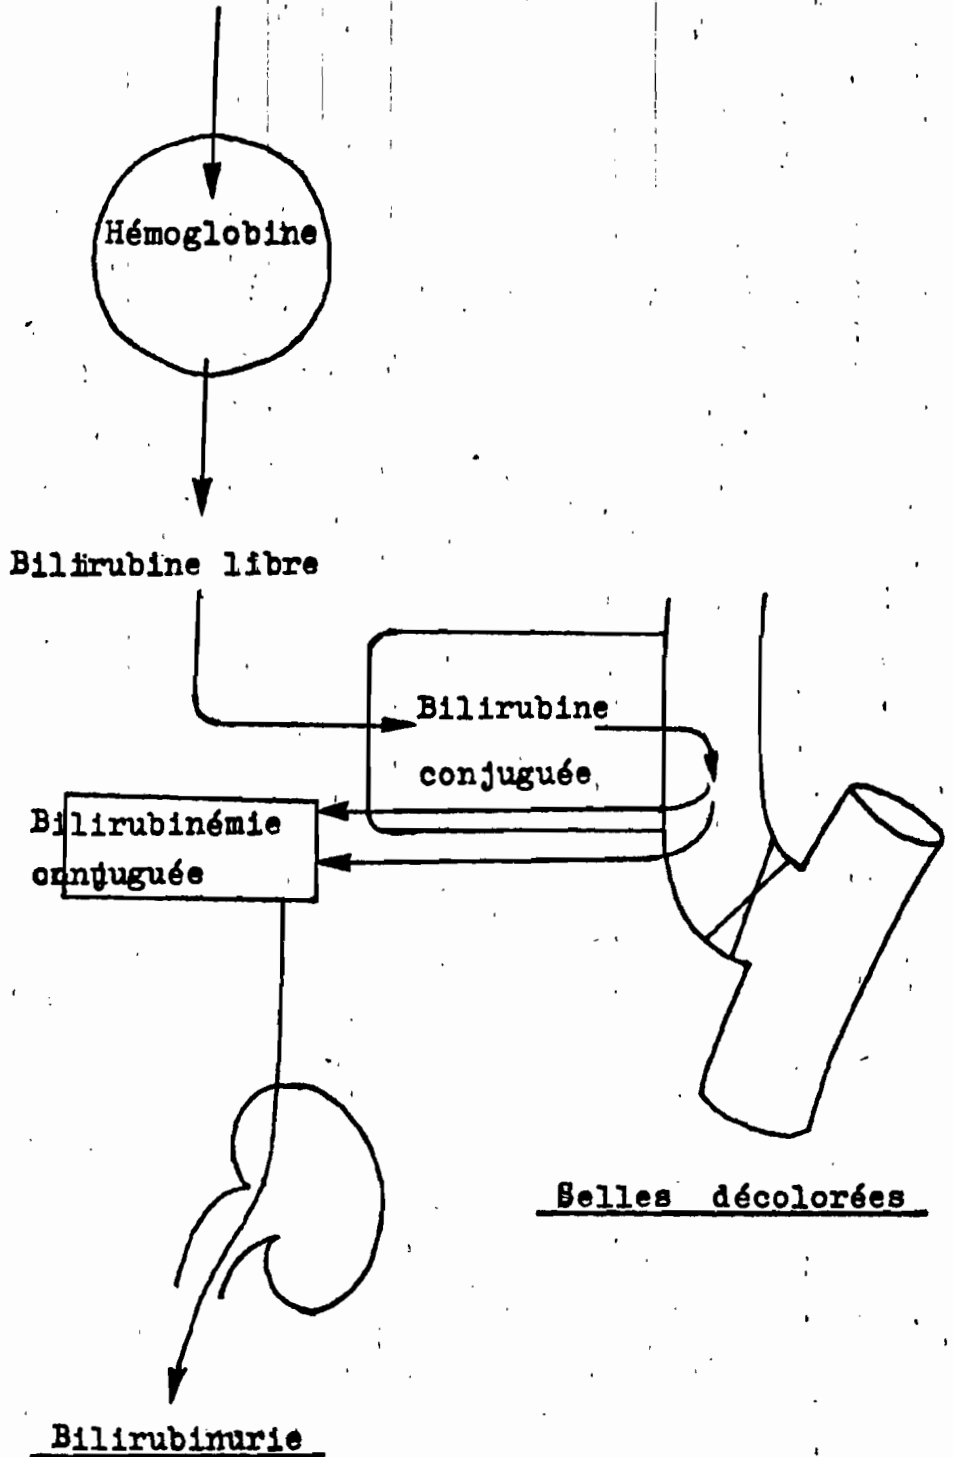 Hémoglobine
Bilirubine libre
Bilirubine
conjuguée
Bilirubinémie
conjuguée
Selles décolorées
Bilirubinurie